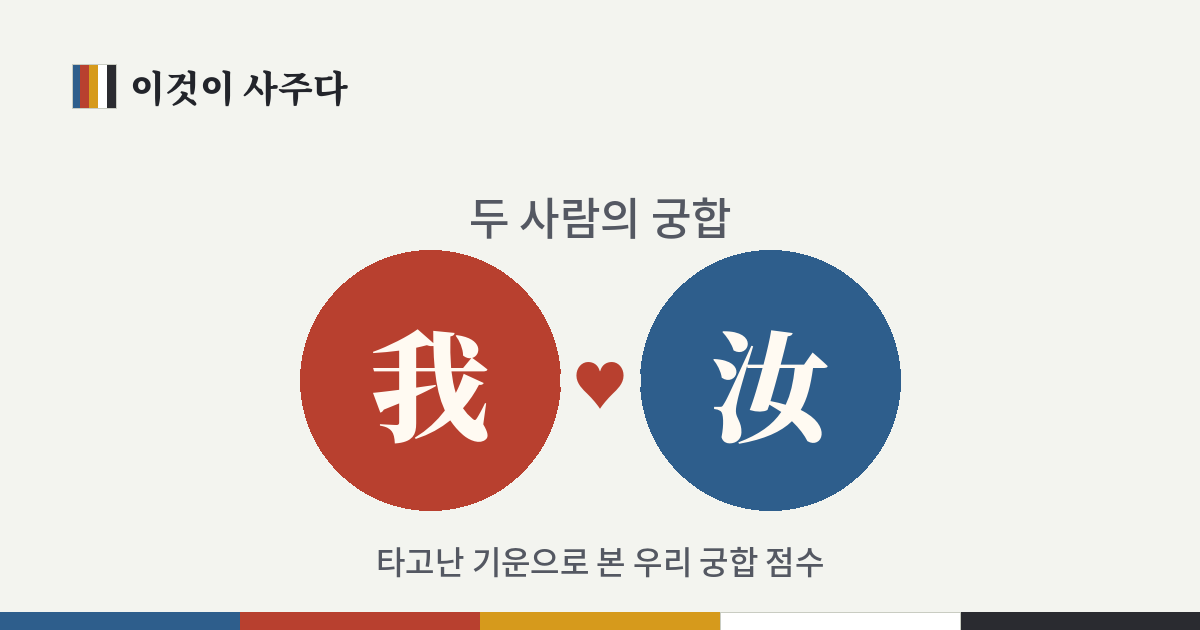 이것이 사주다
두 사람의 궁합
我 ♥ 汝
타고난 기운으로 본 우리 궁합 점수